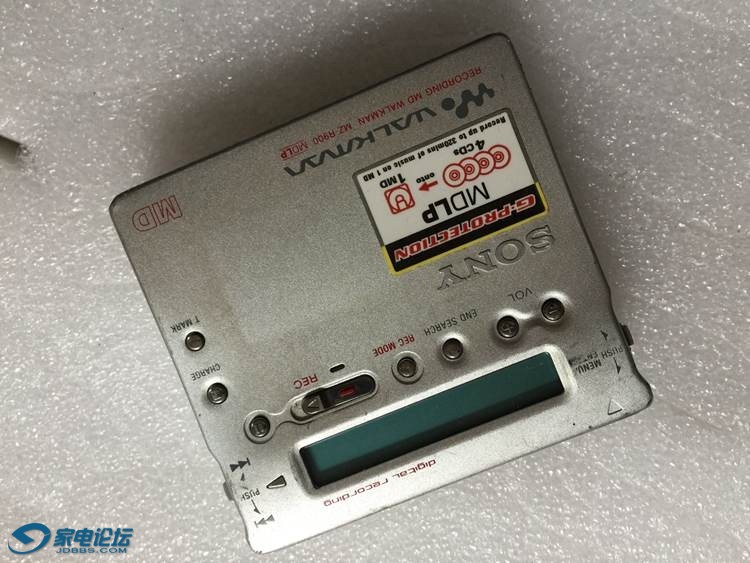 digital recording
PUSH
PUSH ENTER
MENU/
REC
REC MODE
END SEARCH
VOL
+
CHARGE
T MARK
SONY
G-PROTECTION
MDLP
4 CDs
onto
1 MD
Record up to 320mins of music on 1 MD
MD
WALKMAN
RECORDING MD WALKMAN MZ-R900 MDLP
家电论坛
JDBBS.COM